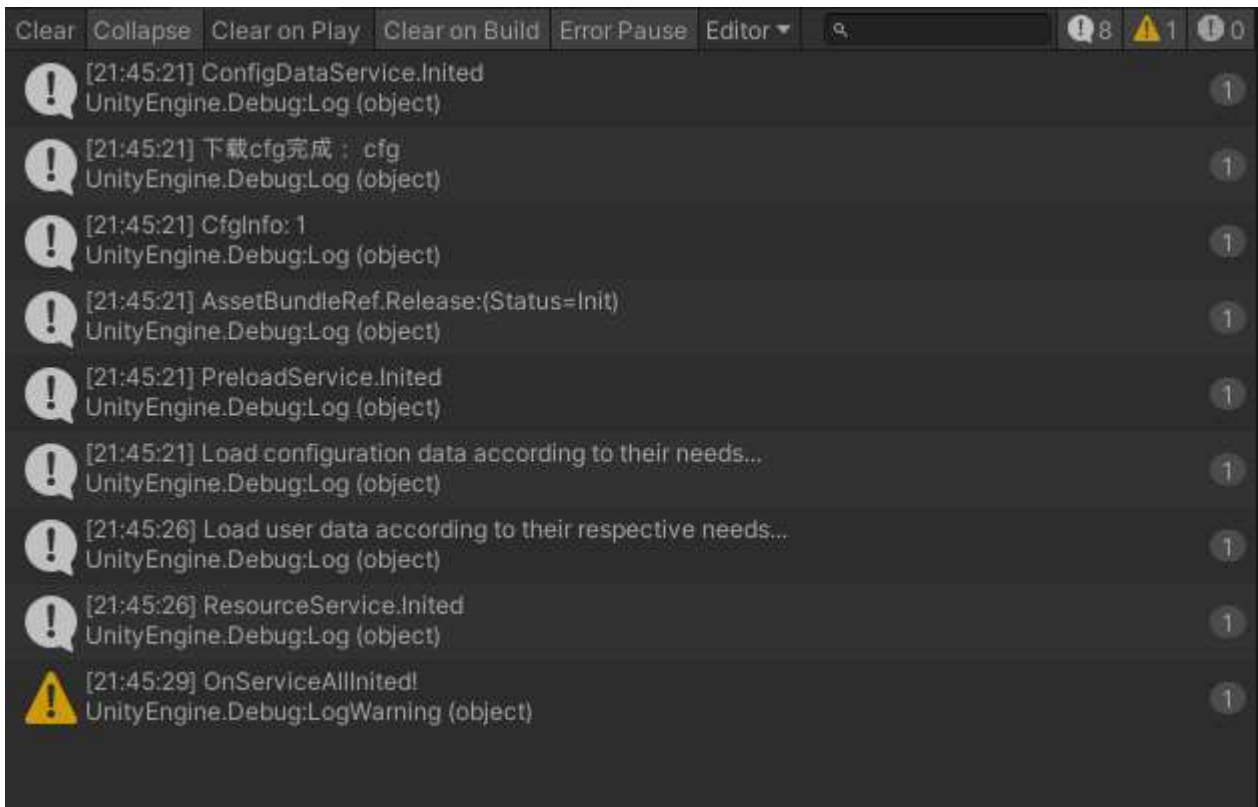 Clear Collapse Clear on Play Clear on Build Error Pause Editor 8 1 0
[21:45:21] ConfigDataService.Inited
UnityEngine.Debug:Log (object)
1
[21:45:21] 下载cfg完成： cfg
UnityEngine.Debug:Log (object)
1
[21:45:21] CfgInfo: 1
UnityEngine.Debug:Log (object)
1
[21:45:21] AssetBundleRef.Release:(Status=Init)
UnityEngine.Debug:Log (object)
1
[21:45:21] PreloadService.Inited
UnityEngine.Debug:Log (object)
1
[21:45:21] Load configuration data according to their needs...
UnityEngine.Debug:Log (object)
1
[21:45:26] Load user data according to their respective needs...
UnityEngine.Debug:Log (object)
1
[21:45:26] ResourceService.Inited
UnityEngine.Debug:Log (object)
1
[21:45:29] OnServiceAllInited!
UnityEngine.Debug:LogWarning (object)
1